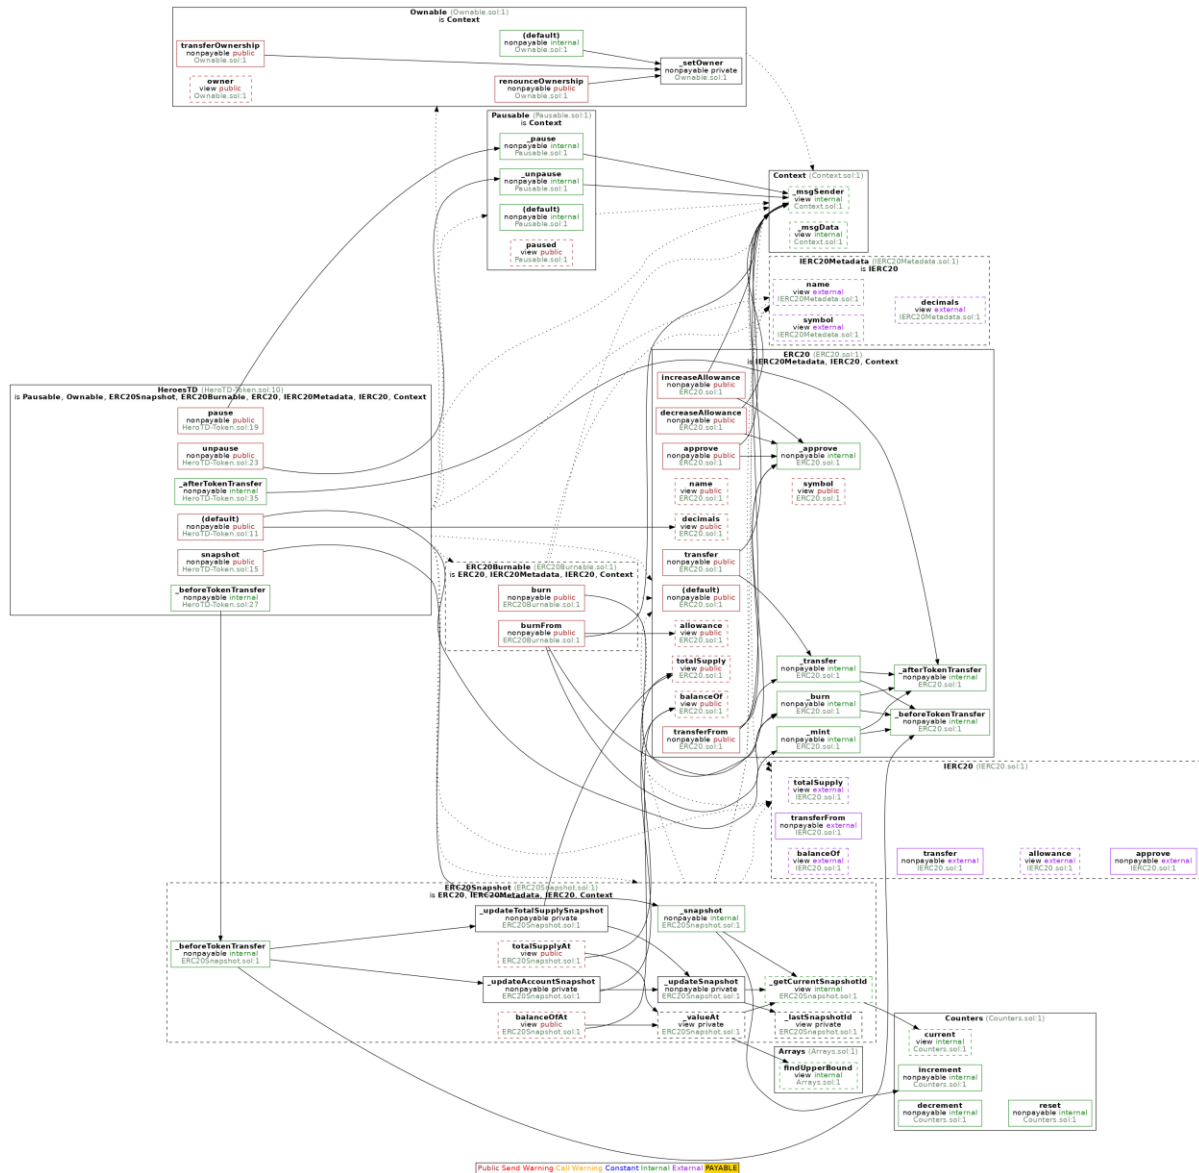 Ownable (Ownable.sol:1)
is Context
(default)
nonpayable internal
Ownable.sol:1
transferOwnership
nonpayable public
Ownable.sol:1
_setOwner
nonpayable private
Ownable.sol:1
owner
view public
Ownable.sol:1
renounceOwnership
nonpayable public
Ownable.sol:1
Pausable (Pausable.sol:1)
is Context
_pause
nonpayable internal
Pausable.sol:1
_unpause
nonpayable internal
Pausable.sol:1
(default)
nonpayable internal
Pausable.sol:1
paused
view public
Pausable.sol:1
Context (Context.sol:1)
_msgSender
view internal
Context.sol:1
_msgData
view internal
Context.sol:1
IERC20Metadata (IERC20Metadata.sol:1)
is IERC20
name
view external
IERC20Metadata.sol:1
decimals
view external
IERC20Metadata.sol:1
symbol
view external
IERC20Metadata.sol:1
HeroesTD (HeroTD-Token.sol:10)
is Pausable, Ownable, ERC20Snapshot, ERC20Burnable, ERC20, IERC20Metadata, IERC20, Context
pause
nonpayable public
HeroTD-Token.sol:19
unpause
nonpayable public
HeroTD-Token.sol:23
_afterTokenTransfer
nonpayable internal
HeroTD-Token.sol:35
(default)
nonpayable public
HeroTD-Token.sol:11
snapshot
nonpayable public
HeroTD-Token.sol:15
_beforeTokenTransfer
nonpayable internal
HeroTD-Token.sol:27
ERC20 (ERC20.sol:1)
is IERC20Metadata, IERC20, Context
increaseAllowance
nonpayable public
ERC20.sol:1
decreaseAllowance
nonpayable public
ERC20.sol:1
approve
nonpayable public
ERC20.sol:1
_approve
nonpayable internal
ERC20.sol:1
name
view public
ERC20.sol:1
symbol
view public
ERC20.sol:1
decimals
view public
ERC20.sol:1
transfer
nonpayable public
ERC20.sol:1
(default)
nonpayable public
ERC20.sol:1
allowance
view public
ERC20.sol:1
totalSupply
view public
ERC20.sol:1
balanceOf
view public
ERC20.sol:1
transferFrom
nonpayable public
ERC20.sol:1
_transfer
nonpayable internal
ERC20.sol:1
_burn
nonpayable internal
ERC20.sol:1
_mint
nonpayable internal
ERC20.sol:1
_afterTokenTransfer
nonpayable internal
ERC20.sol:1
_beforeTokenTransfer
nonpayable internal
ERC20.sol:1
ERC20Burnable (ERC20Burnable.sol:1)
is ERC20, IERC20Metadata, IERC20, Context
burn
nonpayable public
ERC20Burnable.sol:1
burnFrom
nonpayable public
ERC20Burnable.sol:1
IERC20 (IERC20.sol:1)
totalSupply
view external
IERC20.sol:1
transferFrom
nonpayable external
IERC20.sol:1
balanceOf
view external
IERC20.sol:1
transfer
nonpayable external
IERC20.sol:1
allowance
view external
IERC20.sol:1
approve
nonpayable external
IERC20.sol:1
ERC20Snapshot (ERC20Snapshot.sol:1)
is ERC20, IERC20Metadata, IERC20, Context
_beforeTokenTransfer
nonpayable internal
ERC20Snapshot.sol:1
_updateTotalSupplySnapshot
nonpayable private
ERC20Snapshot.sol:1
totalSupplyAt
view public
ERC20Snapshot.sol:1
_updateAccountSnapshot
nonpayable private
ERC20Snapshot.sol:1
balanceOfAt
view public
ERC20Snapshot.sol:1
_snapshot
nonpayable internal
ERC20Snapshot.sol:1
_updateSnapshot
nonpayable private
ERC20Snapshot.sol:1
_valueAt
view private
ERC20Snapshot.sol:1
_getCurrentSnapshotId
view internal
ERC20Snapshot.sol:1
_lastSnapshotId
view private
ERC20Snapshot.sol:1
Arrays (Arrays.sol:1)
findUpperBound
view internal
Arrays.sol:1
Counters (Counters.sol:1)
current
view internal
Counters.sol:1
increment
nonpayable internal
Counters.sol:1
decrement
nonpayable internal
Counters.sol:1
reset
nonpayable internal
Counters.sol:1
Public Send Warning Call Warning Constant Internal External PAYABLE